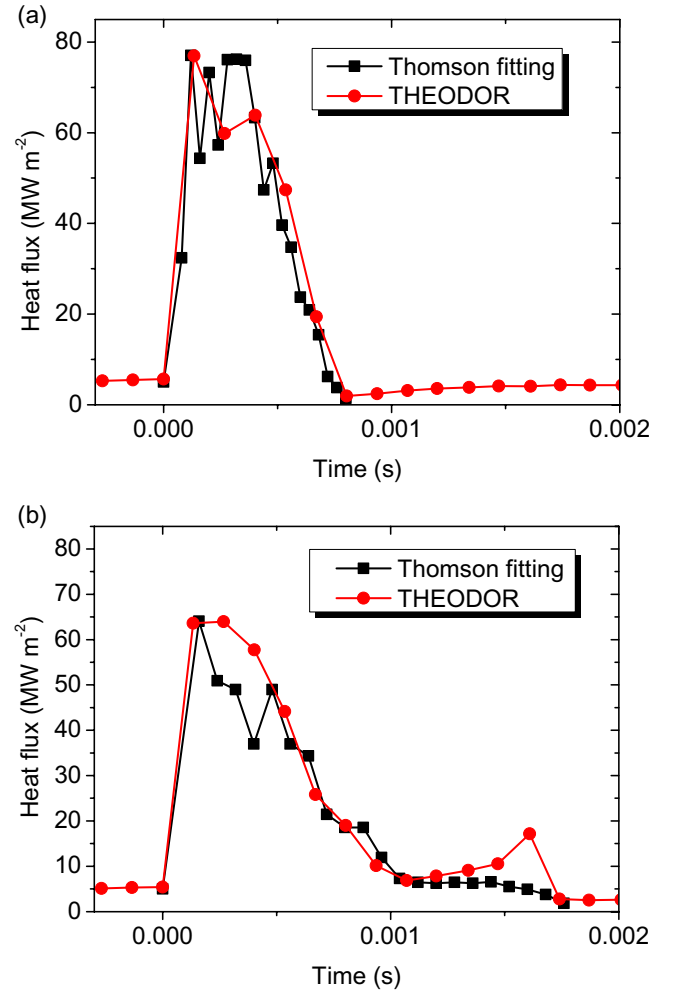 (a)
80
60
40
20
0
Heat flux (MW m-2)
Thomson fitting
THEODOR
0.000
0.001
0.002
Time (s)
(b)
80
70
60
50
40
30
20
10
0
Heat flux (MW m-2)
Thomson fitting
THEODOR
0.000
0.001
0.002
Time (s)